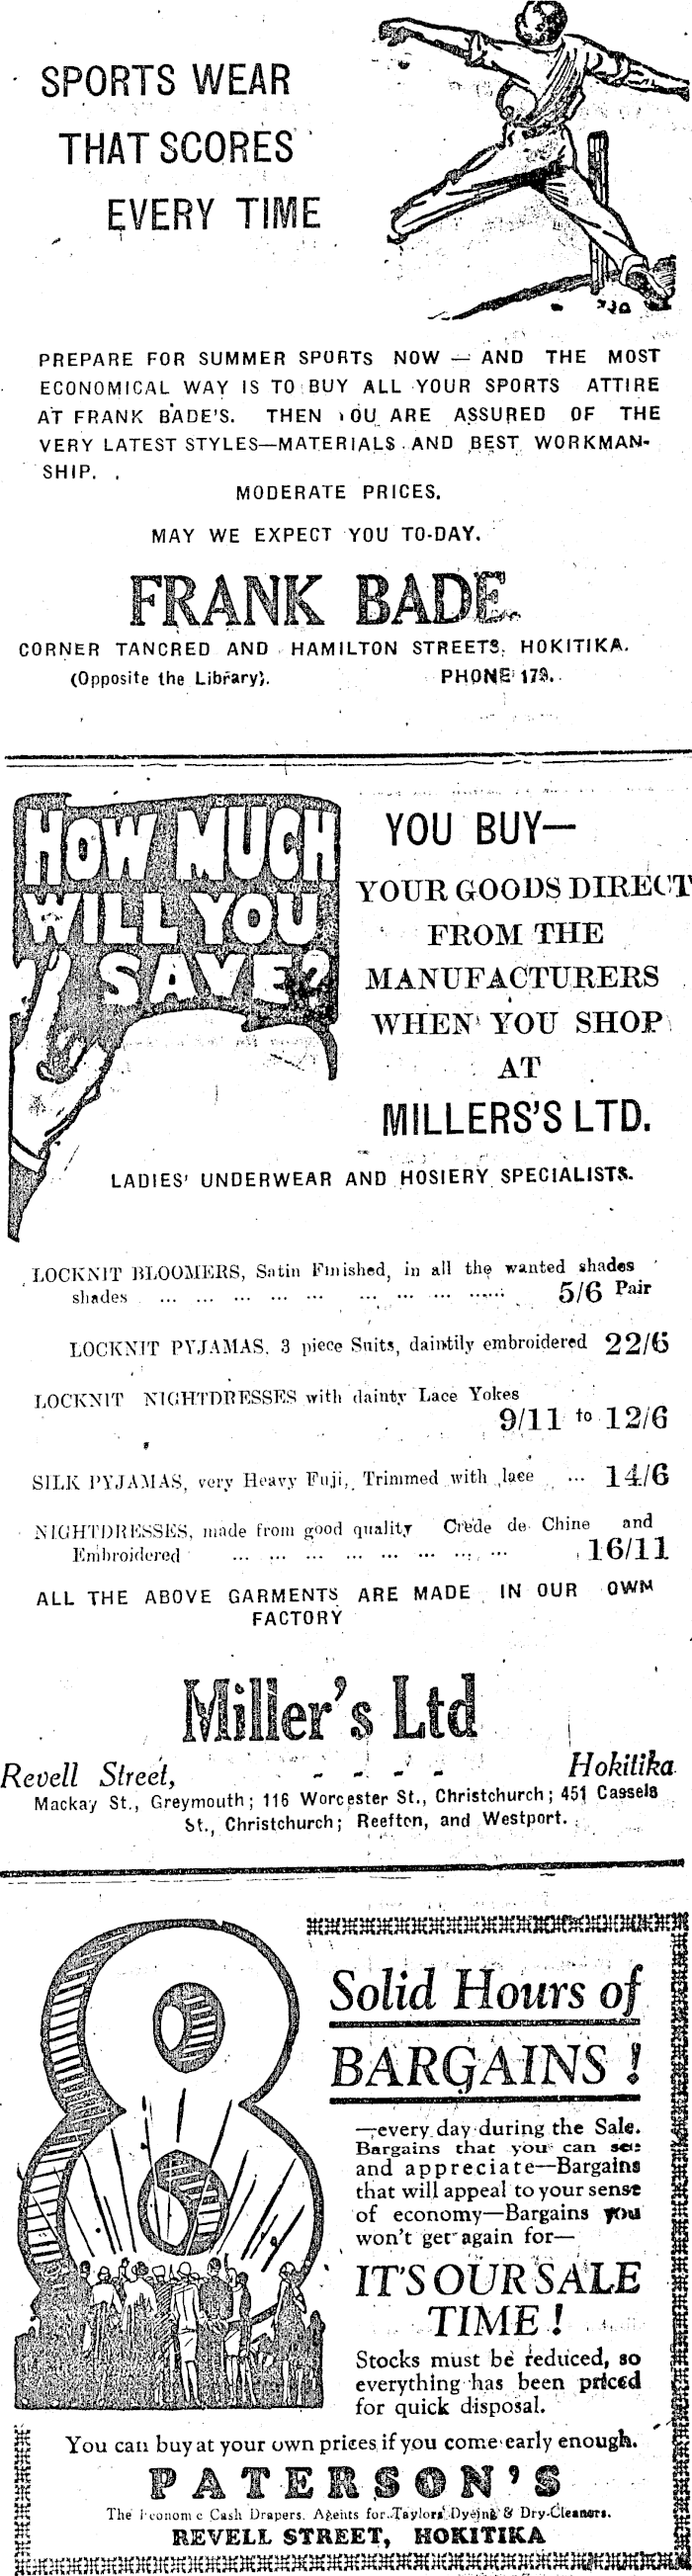 SPORTS WEAR
THAT SCORES
EVERY TIME
PREPARE FOR SUMMER SPORTS NOW — AND THE MOST
ECONOMICAL WAY IS TO BUY ALL YOUR SPORTS ATTIRE
AT FRANK BADE'S. THEN YOU ARE ASSURED OF THE
VERY LATEST STYLES—MATERIALS AND BEST WORKMAN-
SHIP.
MODERATE PRICES.
MAY WE EXPECT YOU TO-DAY.
FRANK BADE.
CORNER TANCRED AND HAMILTON STREETS, HOKITIKA.
(Opposite the Library). PHONE 179.
HOW MUCH
WILL YOU
SAVE?
YOU BUY—
YOUR GOODS DIRECT
FROM THE
MANUFACTURERS
WHEN YOU SHOP
AT
MILLERS'S LTD.
LADIES' UNDERWEAR AND HOSIERY SPECIALISTS.
LOCKNIT BLOOMERS, Satin Finished, in all the wanted shades
shades ... ... ... ... ... ... ... ... ...... 5/6 Pair
LOCKNIT PYJAMAS. 3 piece Suits, daintily embroidered 22/6
LOCKNIT NIGHTDRESSES with dainty Lace Yokes
9/11 to 12/6
SILK PYJAMAS, very Heavy Fuji, Trimmed with lace ... 14/6
NIGHTDRESSES, made from good quality Crede de Chine and
Embroidered ... ... ... ... ... ... ... ... 16/11
ALL THE ABOVE GARMENTS ARE MADE IN OUR OWN
FACTORY
Miller's Ltd
Revell Street, - - - - Hokitika
Mackay St., Greymouth; 116 Worcester St., Christchurch; 451 Cassels
St., Christchurch; Reefton, and Westport.
8
Solid Hours of
BARGAINS!
—every day during the Sale.
Bargains that you can see
and appreciate—Bargains
that will appeal to your sense
of economy—Bargains you
won't get again for—
IT'S OUR SALE
TIME!
Stocks must be reduced, so
everything has been priced
for quick disposal.
You can buy at your own prices if you come early enough.
PATERSON'S
The Economic Cash Drapers. Agents for Taylors Dyeing & Dry-Cleaners.
REVELL STREET, HOKITIKA